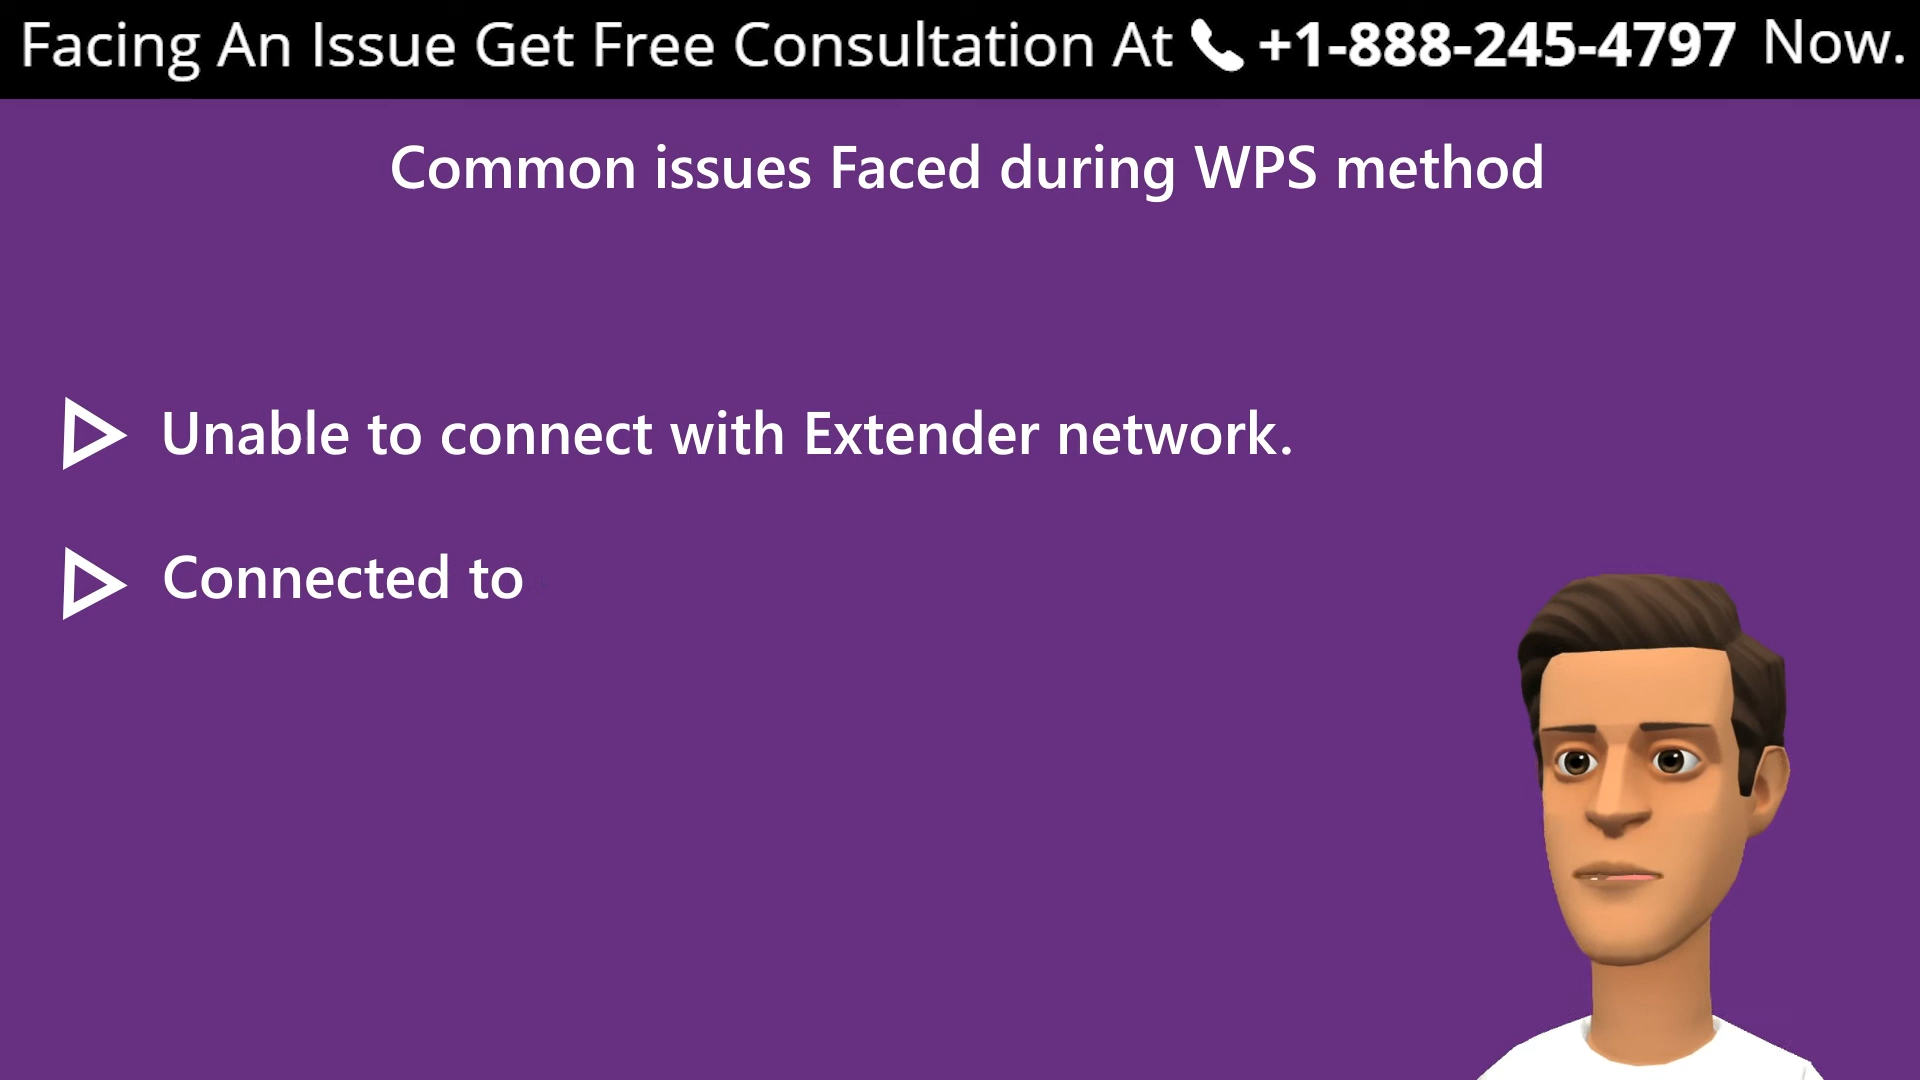 Facing An Issue Get Free Consultation At +1-888-245-4797 Now.
Common issues Faced during WPS method
Unable to connect with Extender network.
Connected to